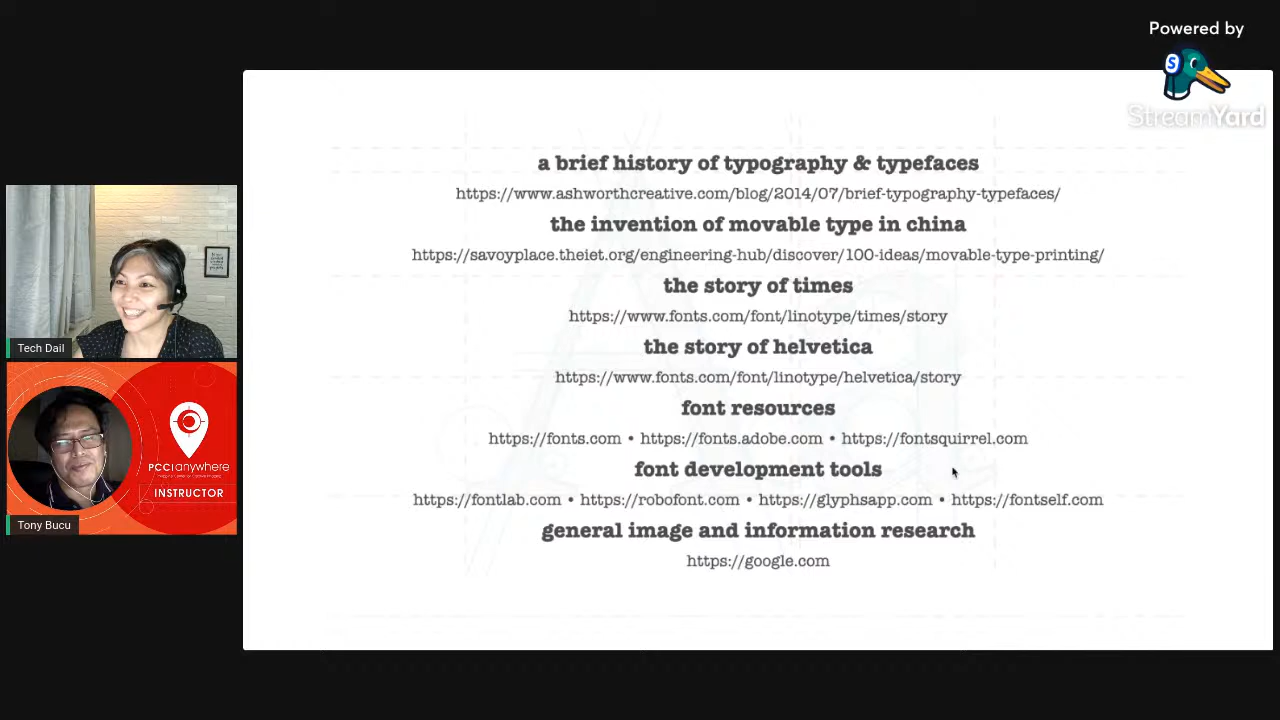 Powered by
StreamYard
a brief history of typography & typefaces
https://www.ashworthcreative.com/blog/2014/07/brief-typography-typefaces/
the invention of movable type in china
https://savoyplace.theiet.org/engineering-hub/discover/100-ideas/movable-type-printing/
the story of times
https://www.fonts.com/font/linotype/times/story
the story of helvetica
https://www.fonts.com/font/linotype/helvetica/story
font resources
https://fonts.com • https://fonts.adobe.com • https://fontsquirrel.com
font development tools
https://fontlab.com • https://robofont.com • https://glyphsapp.com • https://fontself.com
general image and information research
https://google.com
Tech Dail
PCCI anywhere
INSTRUCTOR
Tony Bucu